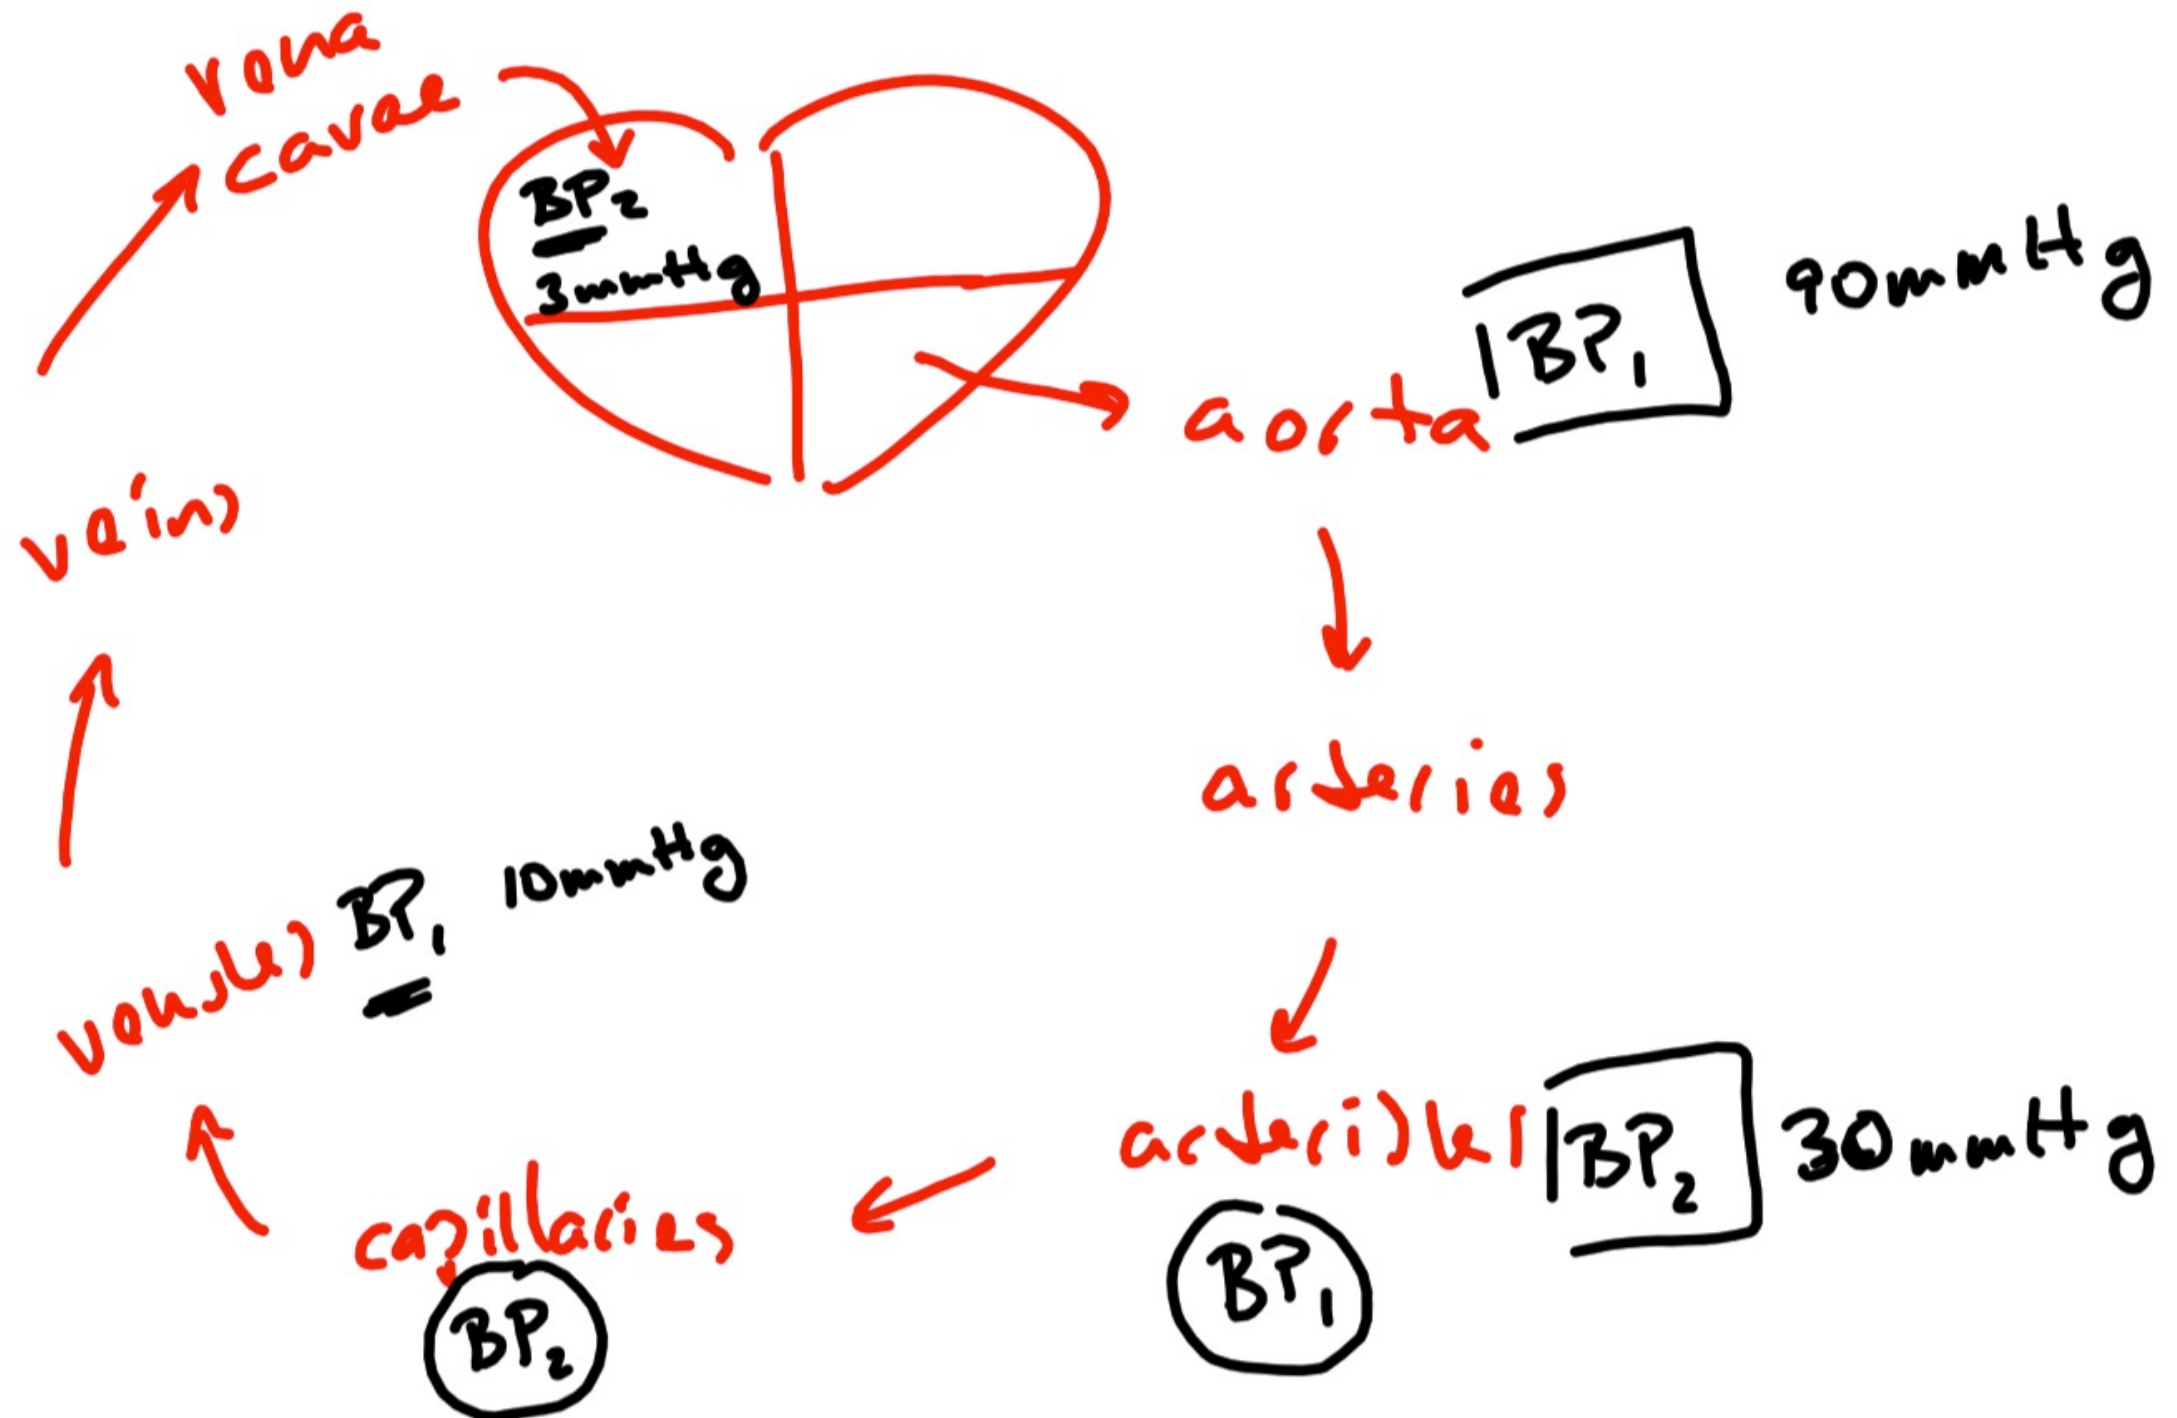 vena
cavae
BP2
3mmHg
90mmHg
BP1
aorta
veins
arteries
10mmHg
BP1
venules
arterioles
BP2
30mmHg
capillaries
BP1
BP2